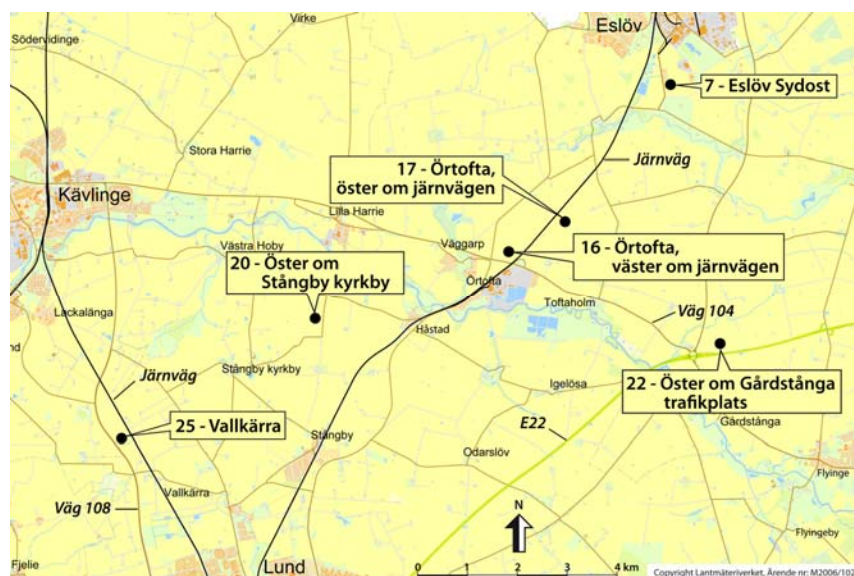 Virke
Eslöv
Södervidinge
7 - Eslöv Sydost
Stora Harrie
Järnväg
17 - Örtofta,
öster om järnvägen
Kävlinge
Lilla Harrie
Västra Hoby
Väggarp
16 - Örtofta,
väster om järnvägen
20 - Öster om
Stångby kyrkby
Örtofta
Toftaholm
Lackalänga
Väg 104
Håstad
nd
Järnväg
Stångby kyrkby
Igelösa
22 - Öster om Gårdstånga
trafikplats
25 - Vallkärra
E22
Gårdstånga
Stångby
Odarslöv
Flyinge
Vallkärra
Väg 108
N
Flyingeby
Fjelie
Lund
0 1 2 3 4 km
Copyright Lantmäteriverket, Ärende nr: M2006/102